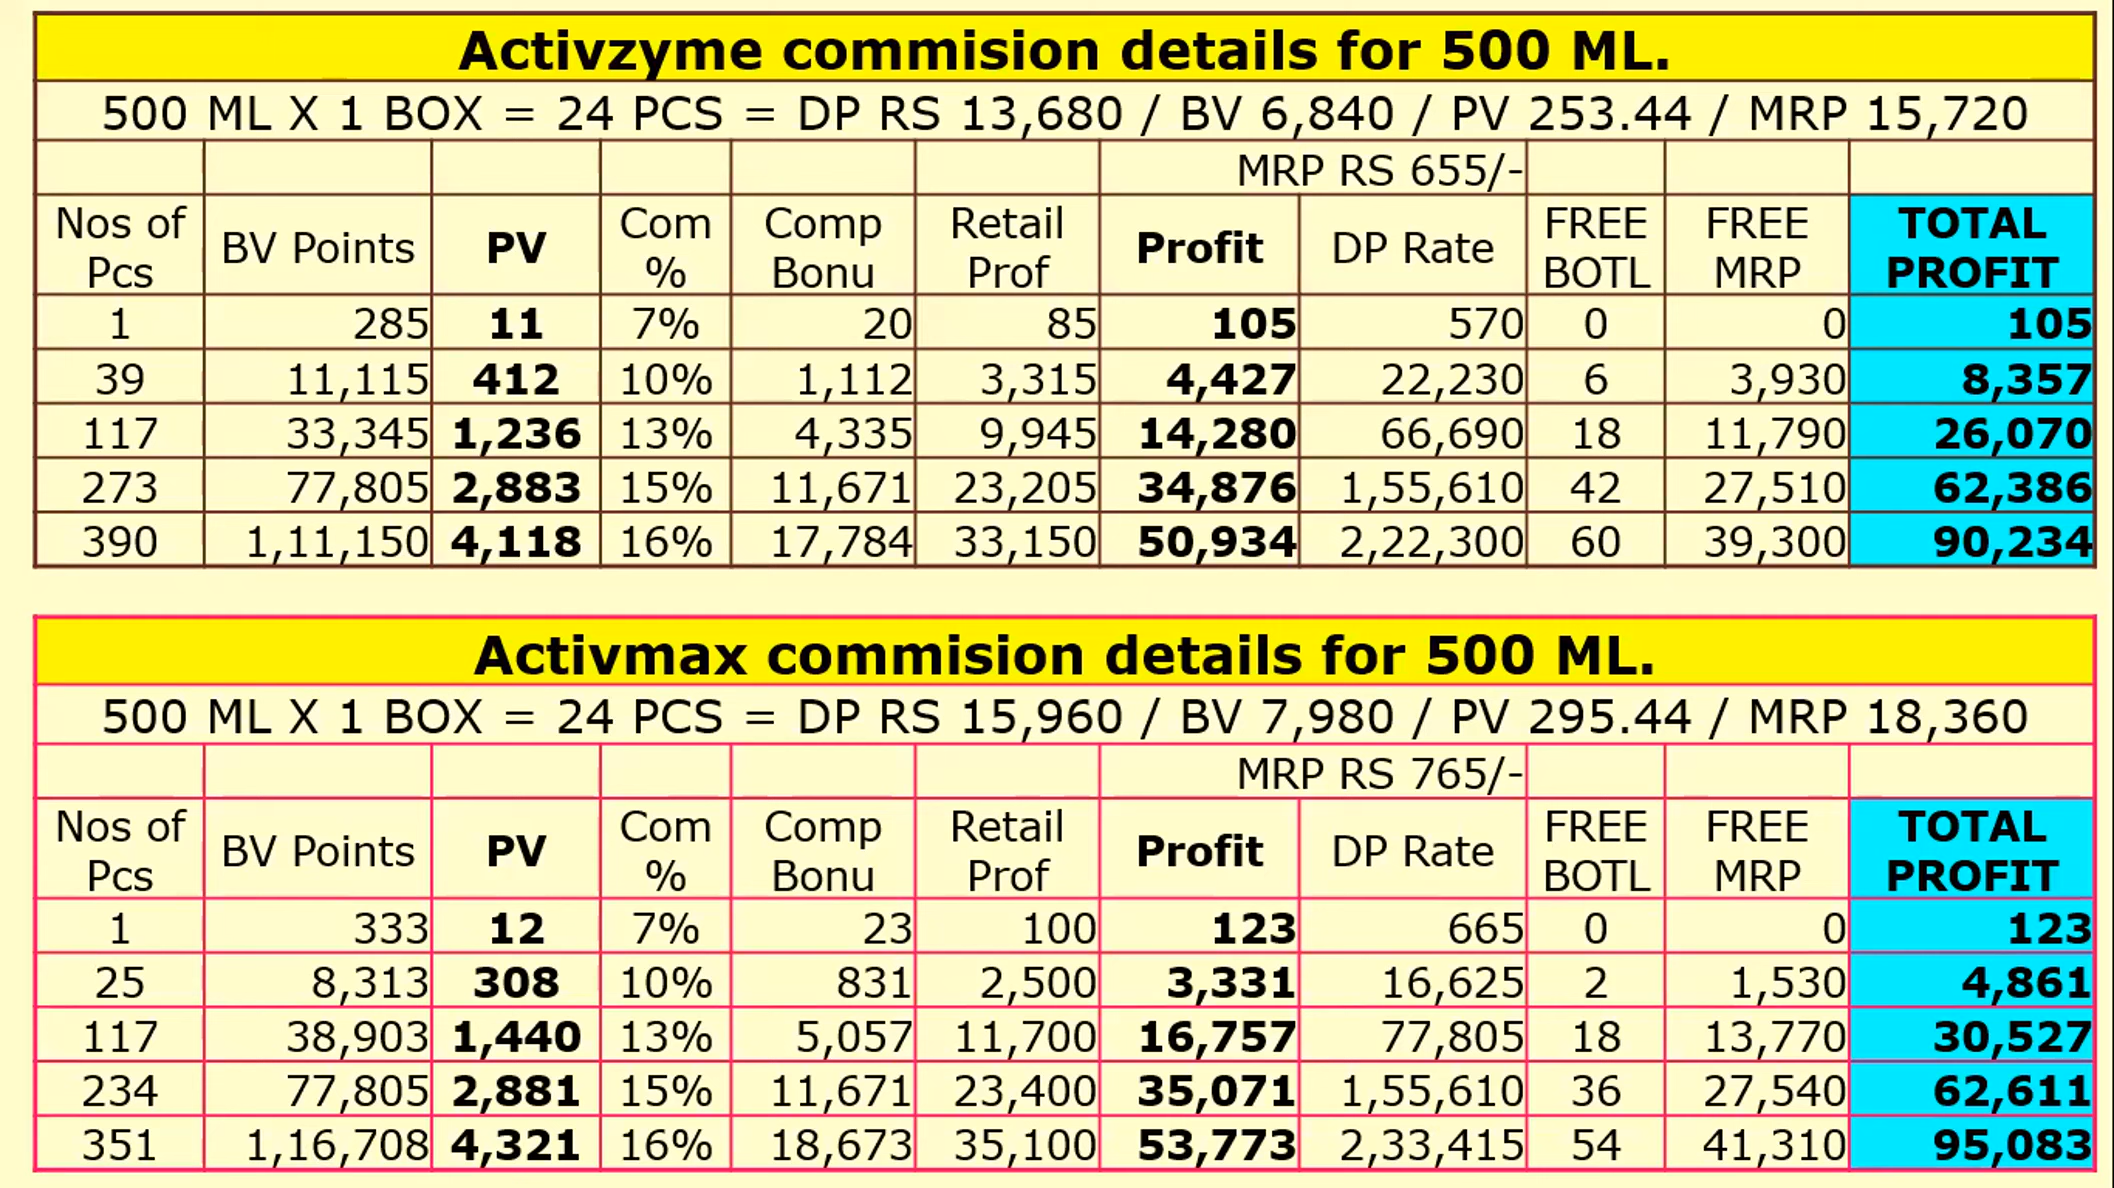 Activzyme commision details for 500 ML.
500 ML X 1 BOX = 24 PCS = DP RS 13,680 / BV 6,840 / PV 253.44 / MRP 15,720
MRP RS 655/-
Nos of Pcs BV Points PV Com % Comp Bonu Retail Prof Profit DP Rate FREE BOTL FREE MRP TOTAL PROFIT
1 285 11 7% 20 85 105 570 0 0 105
39 11,115 412 10% 1,112 3,315 4,427 22,230 6 3,930 8,357
117 33,345 1,236 13% 4,335 9,945 14,280 66,690 18 11,790 26,070
273 77,805 2,883 15% 11,671 23,205 34,876 1,55,610 42 27,510 62,386
390 1,11,150 4,118 16% 17,784 33,150 50,934 2,22,300 60 39,300 90,234
Activmax commision details for 500 ML.
500 ML X 1 BOX = 24 PCS = DP RS 15,960 / BV 7,980 / PV 295.44 / MRP 18,360
MRP RS 765/-
Nos of Pcs BV Points PV Com % Comp Bonu Retail Prof Profit DP Rate FREE BOTL FREE MRP TOTAL PROFIT
1 333 12 7% 23 100 123 665 0 0 123
25 8,313 308 10% 831 2,500 3,331 16,625 2 1,530 4,861
117 38,903 1,440 13% 5,057 11,700 16,757 77,805 18 13,770 30,527
234 77,805 2,881 15% 11,671 23,400 35,071 1,55,610 36 27,540 62,611
351 1,16,708 4,321 16% 18,673 35,100 53,773 2,33,415 54 41,310 95,083